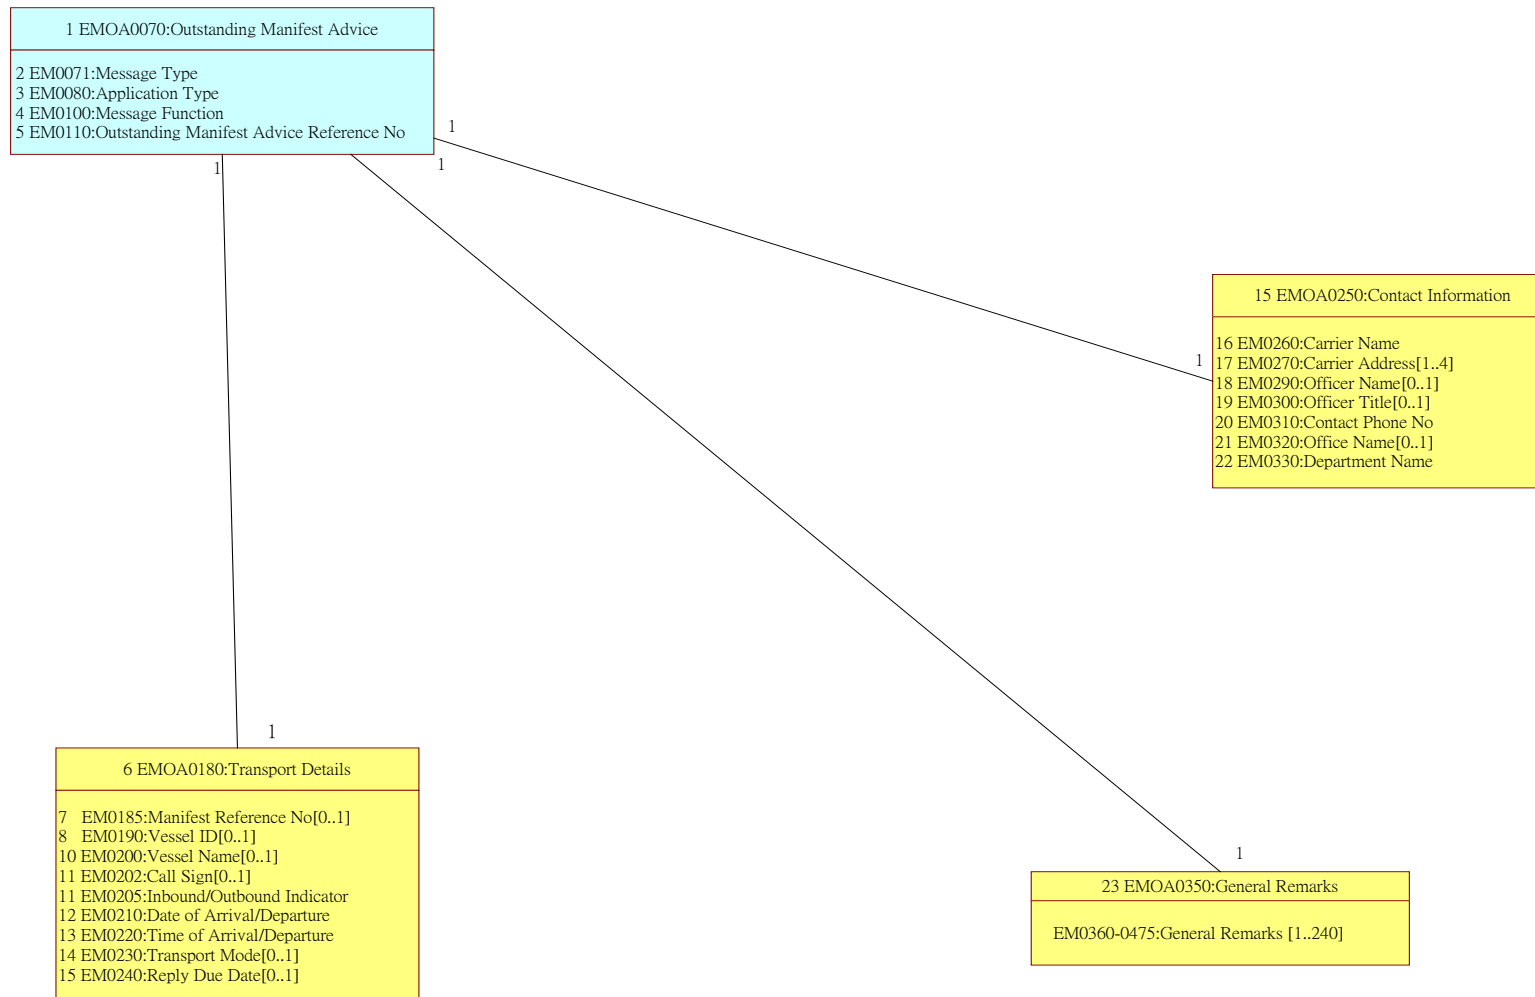 1 EMOA0070:Outstanding Manifest Advice
2 EM0071:Message Type
3 EM0080:Application Type
4 EM0100:Message Function
5 EM0110:Outstanding Manifest Advice Reference No
1
1
1
15 EMOA0250:Contact Information
16 EM0260:Carrier Name
17 EM0270:Carrier Address[1..4]
18 EM0290:Officer Name[0..1]
19 EM0300:Officer Title[0..1]
20 EM0310:Contact Phone No
21 EM0320:Office Name[0..1]
22 EM0330:Department Name
1
1
6 EMOA0180:Transport Details
7 EM0185:Manifest Reference No[0..1]
8 EM0190:Vessel ID[0..1]
10 EM0200:Vessel Name[0..1]
11 EM0202:Call Sign[0..1]
11 EM0205:Inbound/Outbound Indicator
12 EM0210:Date of Arrival/Departure
13 EM0220:Time of Arrival/Departure
14 EM0230:Transport Mode[0..1]
15 EM0240:Reply Due Date[0..1]
1
23 EMOA0350:General Remarks
EM0360-0475:General Remarks [1..240]